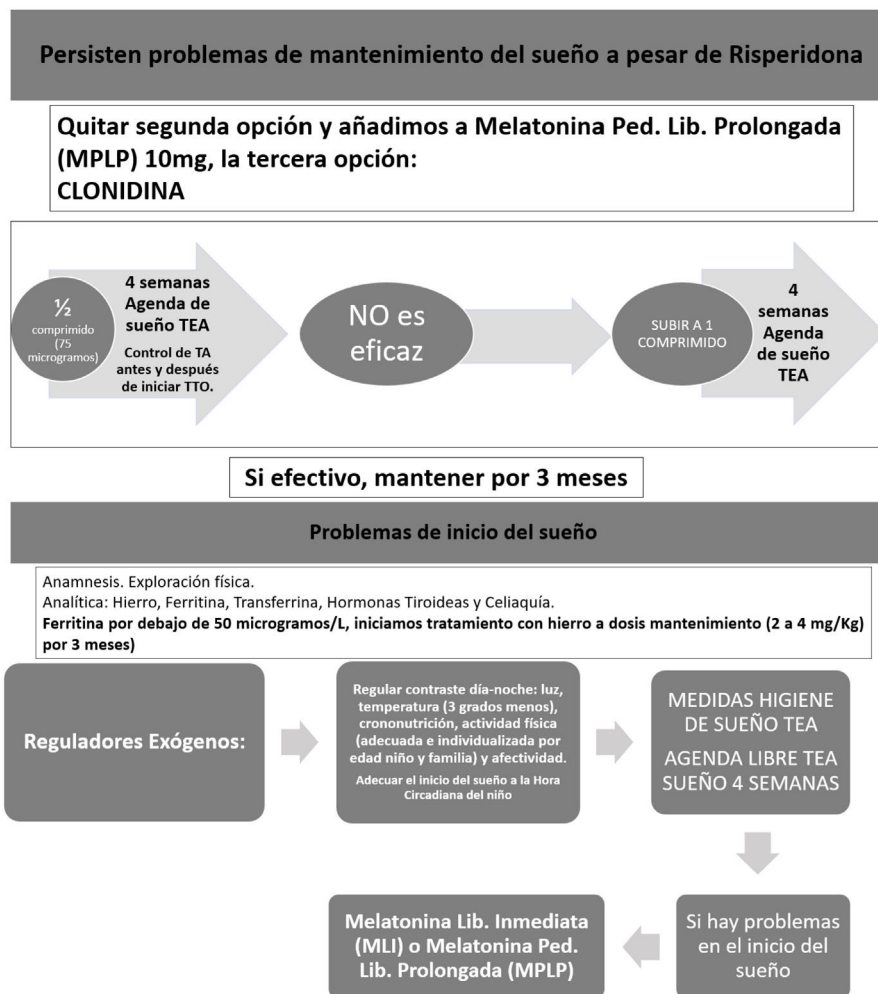 Persisten problemas de mantenimiento del sueño a pesar de Risperidona
Quitar segunda opción y añadimos a Melatonina Ped. Lib. Prolongada
(MPLP) 10mg, la tercera opción:
CLONIDINA
½
comprimido
(75
microgramos)
4 semanas
Agenda de
sueño TEA
Control de TA
antes y después
de iniciar TTO.
NO es
eficaz
SUBIR A 1
COMPRIMIDO
4
semanas
Agenda
de sueño
TEA
Si efectivo, mantener por 3 meses
Problemas de inicio del sueño
Anamnesis. Exploración física.
Analítica: Hierro, Ferritina, Transferrina, Hormonas Tiroideas y Celiaquía.
Ferritina por debajo de 50 microgramos/L, iniciamos tratamiento con hierro a dosis mantenimiento (2 a 4 mg/Kg)
por 3 meses)
Reguladores Exógenos:
Regular contraste día-noche: luz,
temperatura (3 grados menos),
crononutrición, actividad física
(adecuada e individualizada por
edad niño y familia) y afectividad.
Adecuar el inicio del sueño a la Hora
Circadiana del niño
MEDIDAS HIGIENE
DE SUEÑO TEA
AGENDA LIBRE TEA
SUEÑO 4 SEMANAS
Si hay problemas
en el inicio del
sueño
Melatonina Lib. Inmediata
(MLI) o Melatonina Ped.
Lib. Prolongada (MPLP)